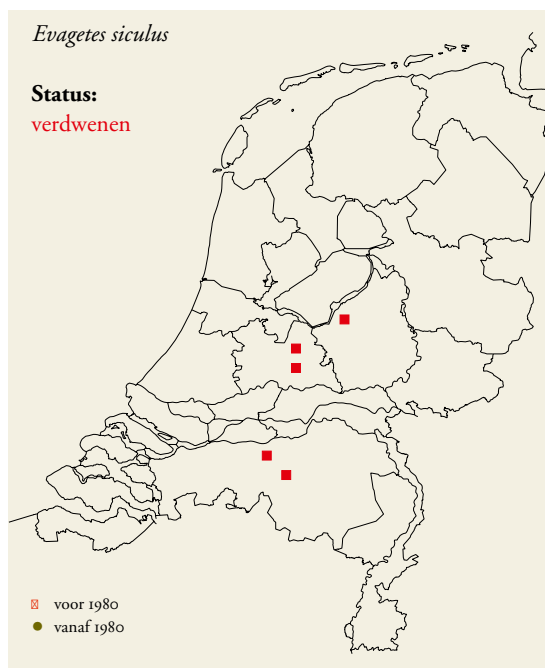 Evagetes siculus
Status:
verdwenen
voor 1980
vanaf 1980